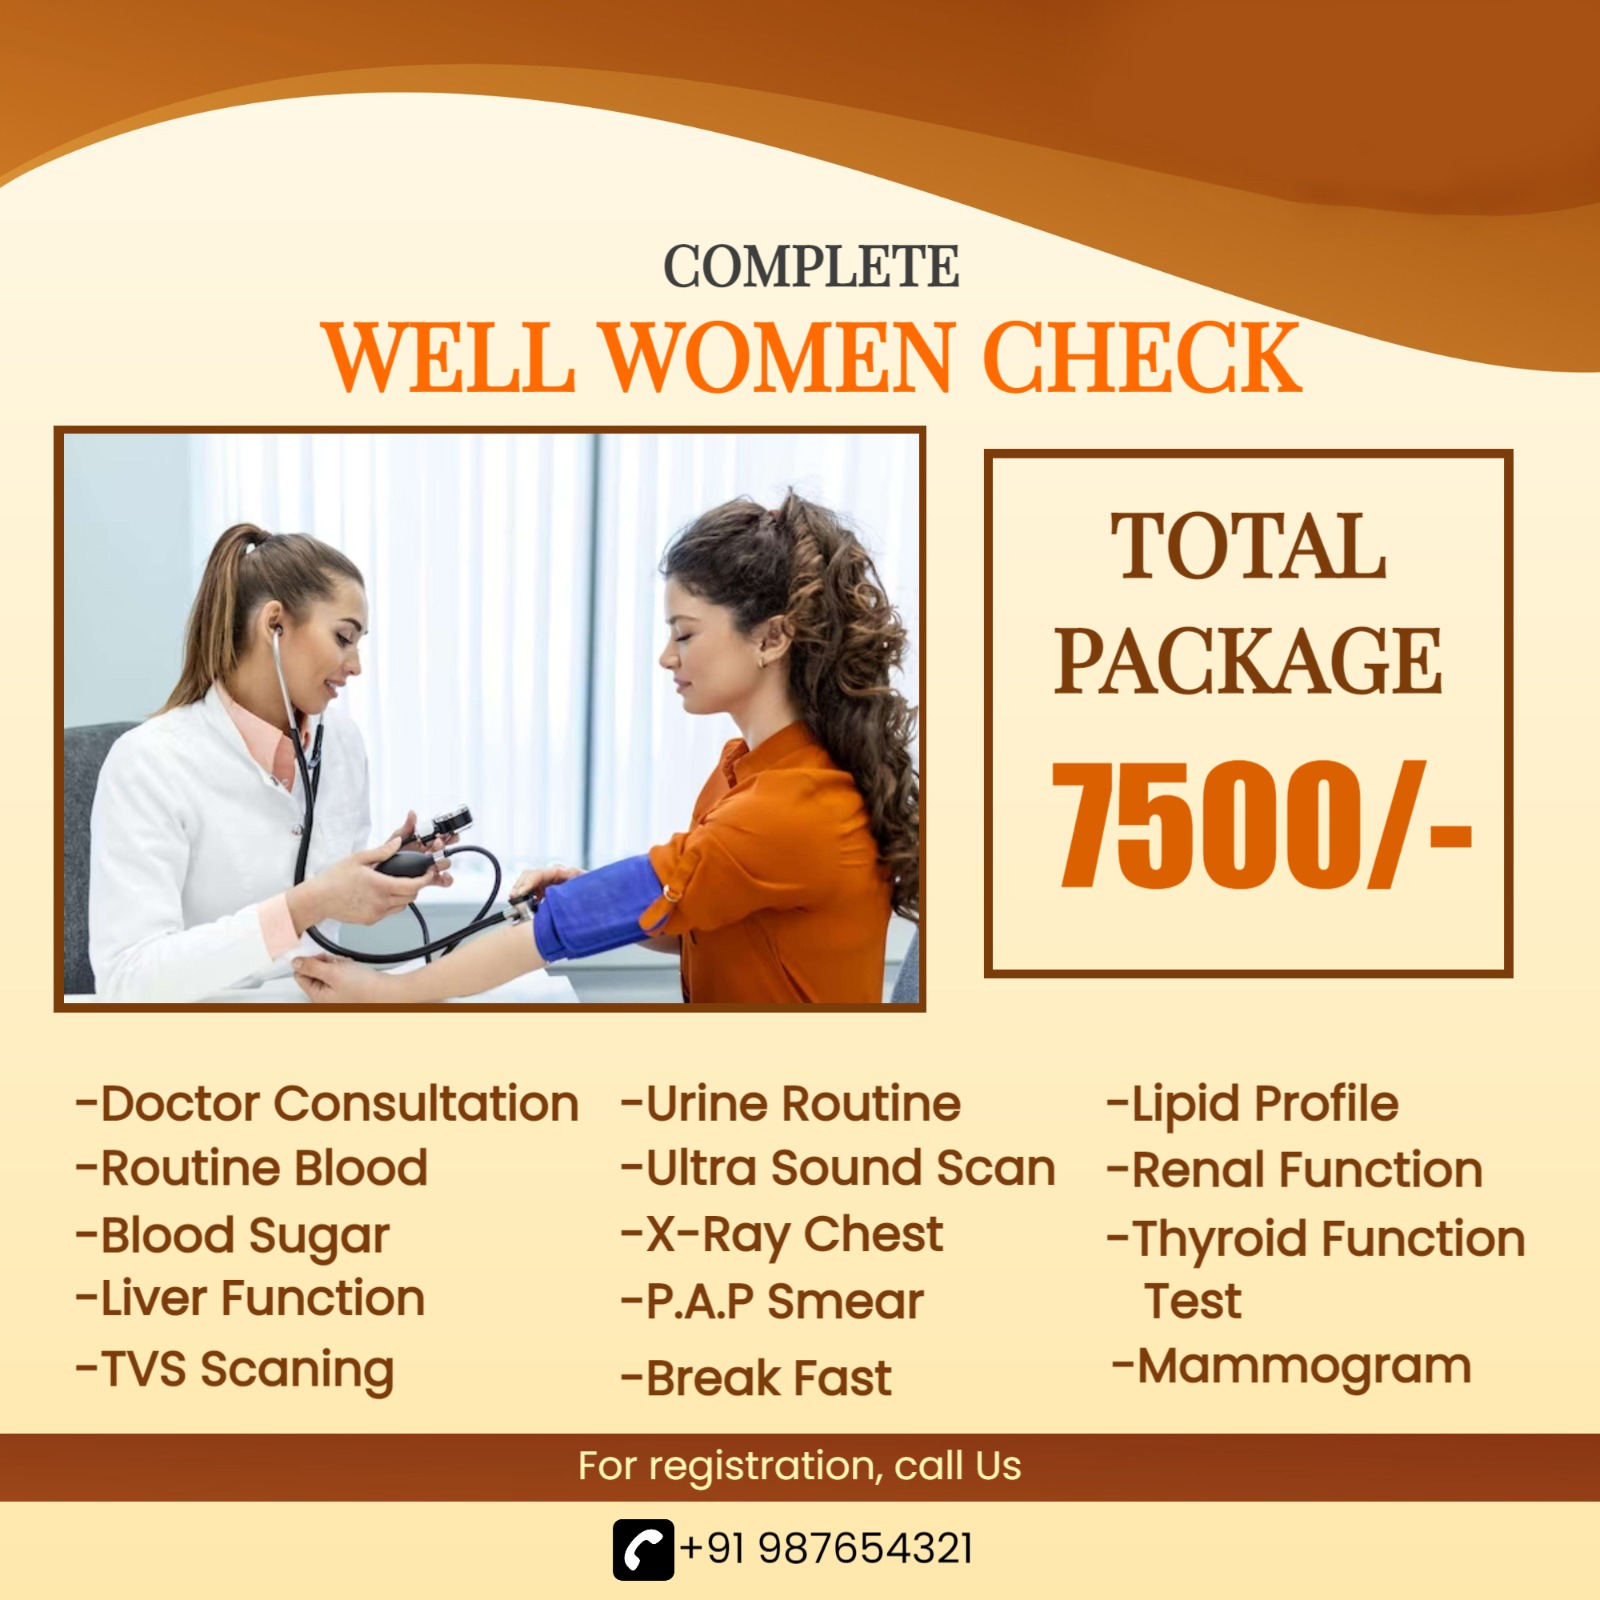 COMPLETE
WELL WOMEN CHECK
TOTAL
PACKAGE
7500/-
-Doctor Consultation
-Routine Blood
-Blood Sugar
-Liver Function
-TVS Scaning
-Urine Routine
-Ultra Sound Scan
-X-Ray Chest
-P.A.P Smear
-Break Fast
-Lipid Profile
-Renal Function
-Thyroid Function
Test
-Mammogram
For registration, call Us
+91 987654321